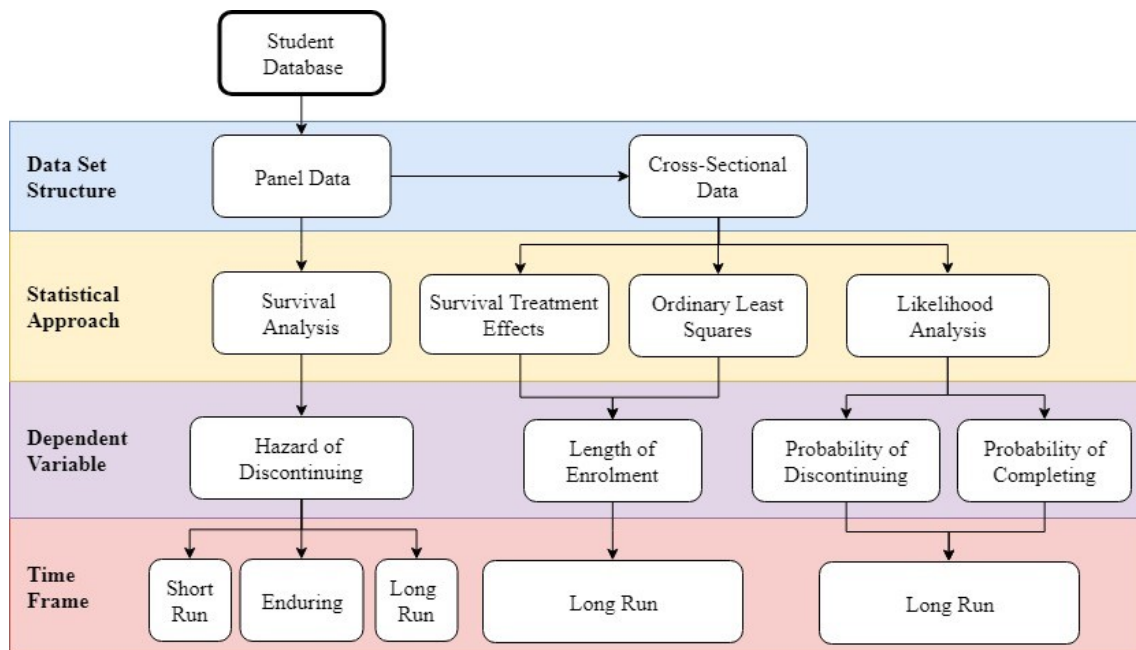 Student
Database
Data Set
Structure
Panel Data
Cross-Sectional
Data
Statistical
Approach
Survival
Analysis
Survival Treatment
Effects
Ordinary Least
Squares
Likelihood
Analysis
Dependent
Variable
Hazard of
Discontinuing
Length of
Enrolment
Probability of
Discontinuing
Probability of
Completing
Time
Frame
Short
Run
Enduring
Long
Run
Long Run
Long Run